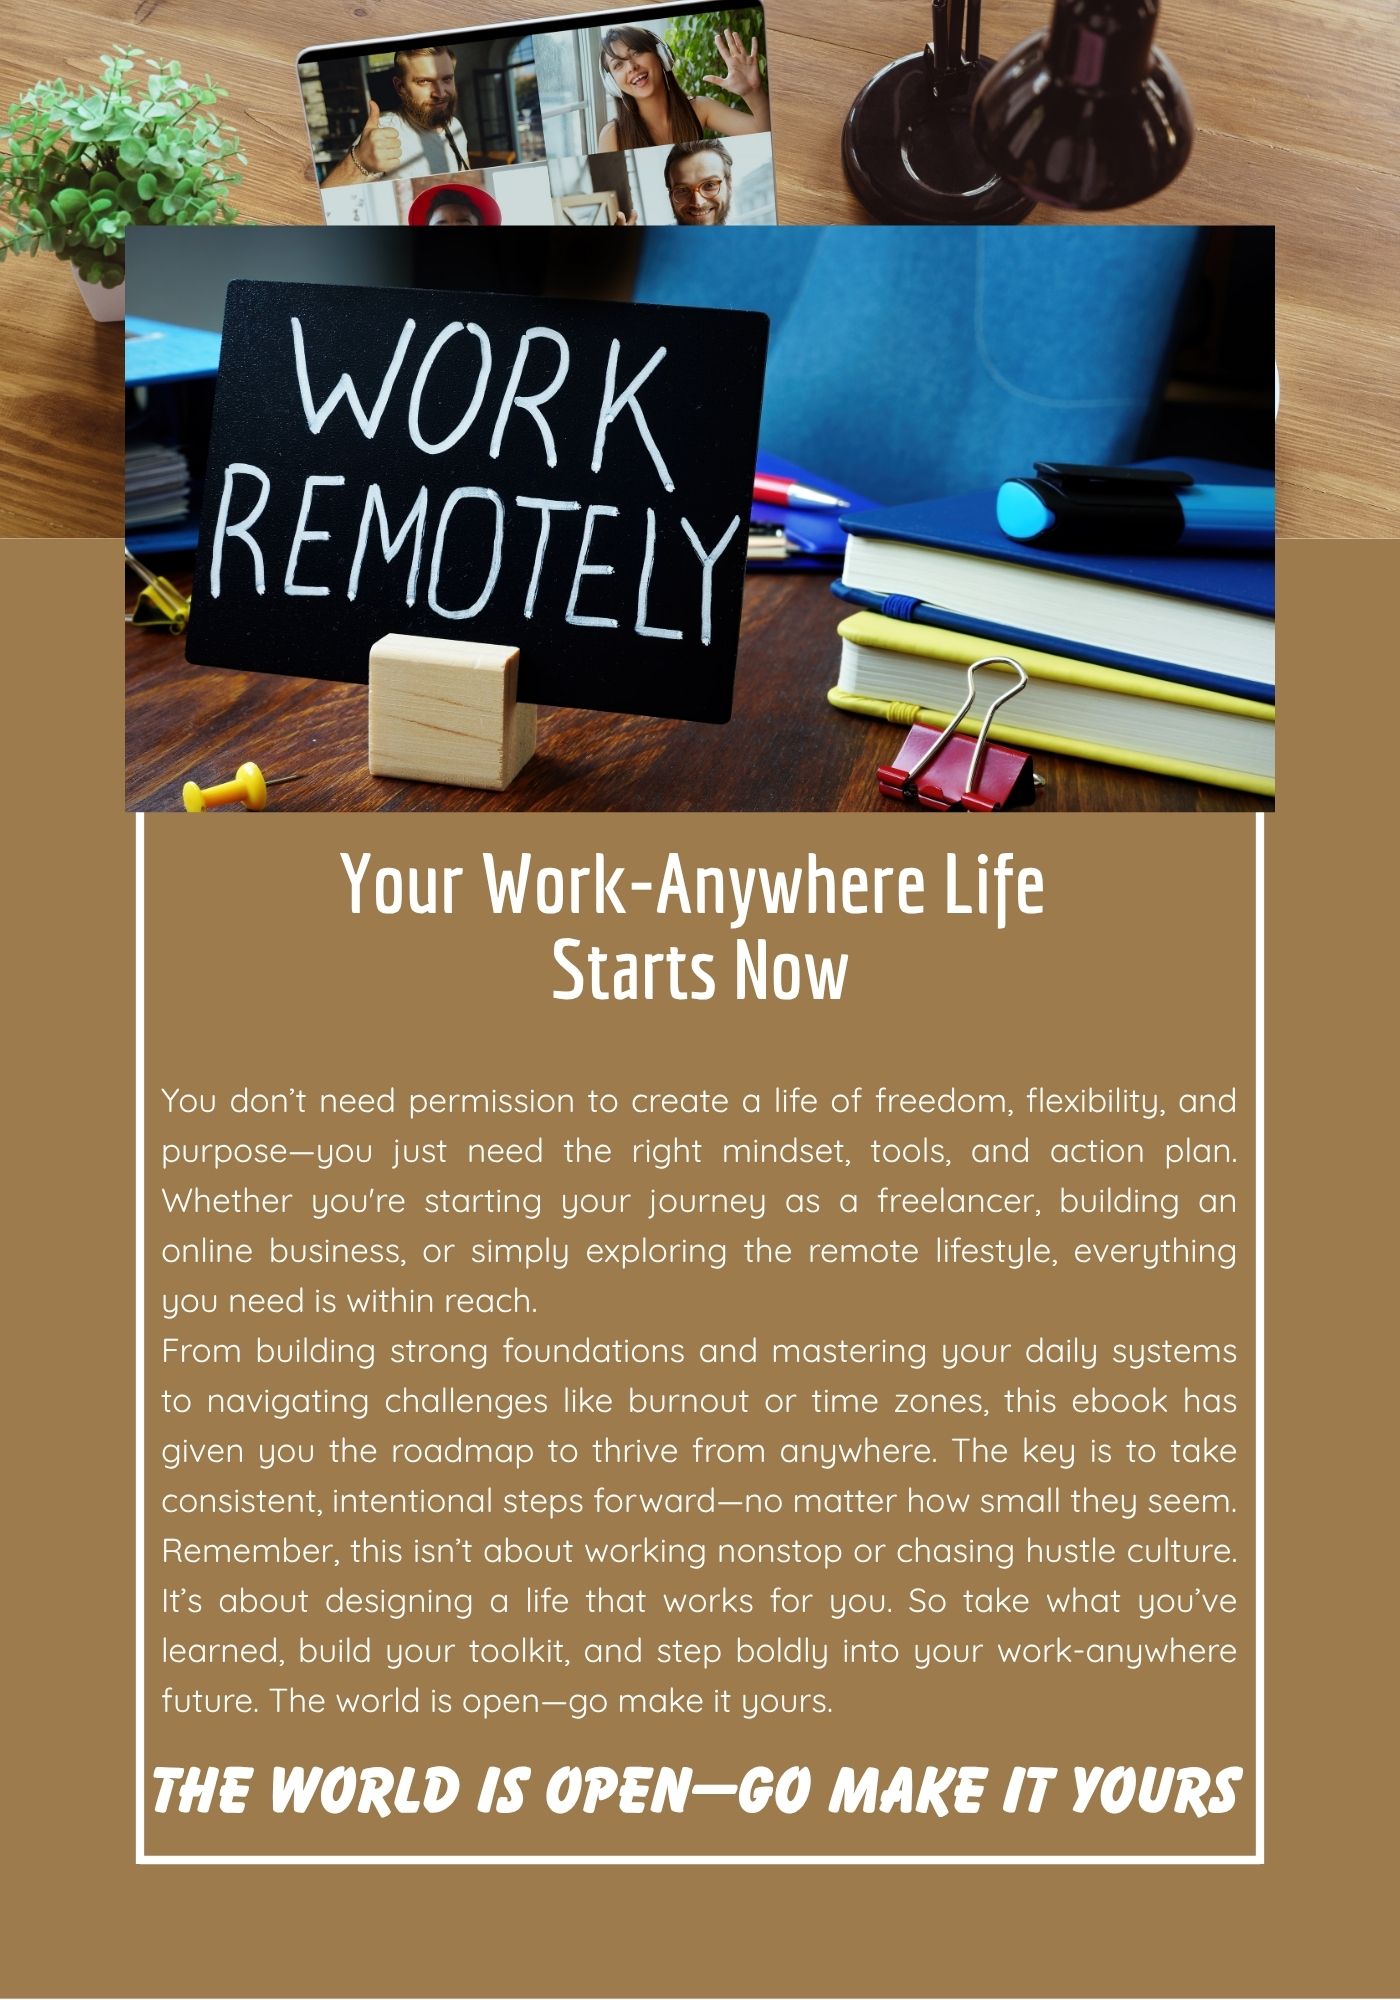 WORK
REMOTELY
Your Work-Anywhere Life
Starts Now
You don’t need permission to create a life of freedom, flexibility, and
purpose—you just need the right mindset, tools, and action plan.
Whether you're starting your journey as a freelancer, building an
online business, or simply exploring the remote lifestyle, everything
you need is within reach.
From building strong foundations and mastering your daily systems
to navigating challenges like burnout or time zones, this ebook has
given you the roadmap to thrive from anywhere. The key is to take
consistent, intentional steps forward—no matter how small they seem.
Remember, this isn’t about working nonstop or chasing hustle culture.
It’s about designing a life that works for you. So take what you’ve
learned, build your toolkit, and step boldly into your work-anywhere
future. The world is open—go make it yours.
THE WORLD IS OPEN—GO MAKE IT YOURS